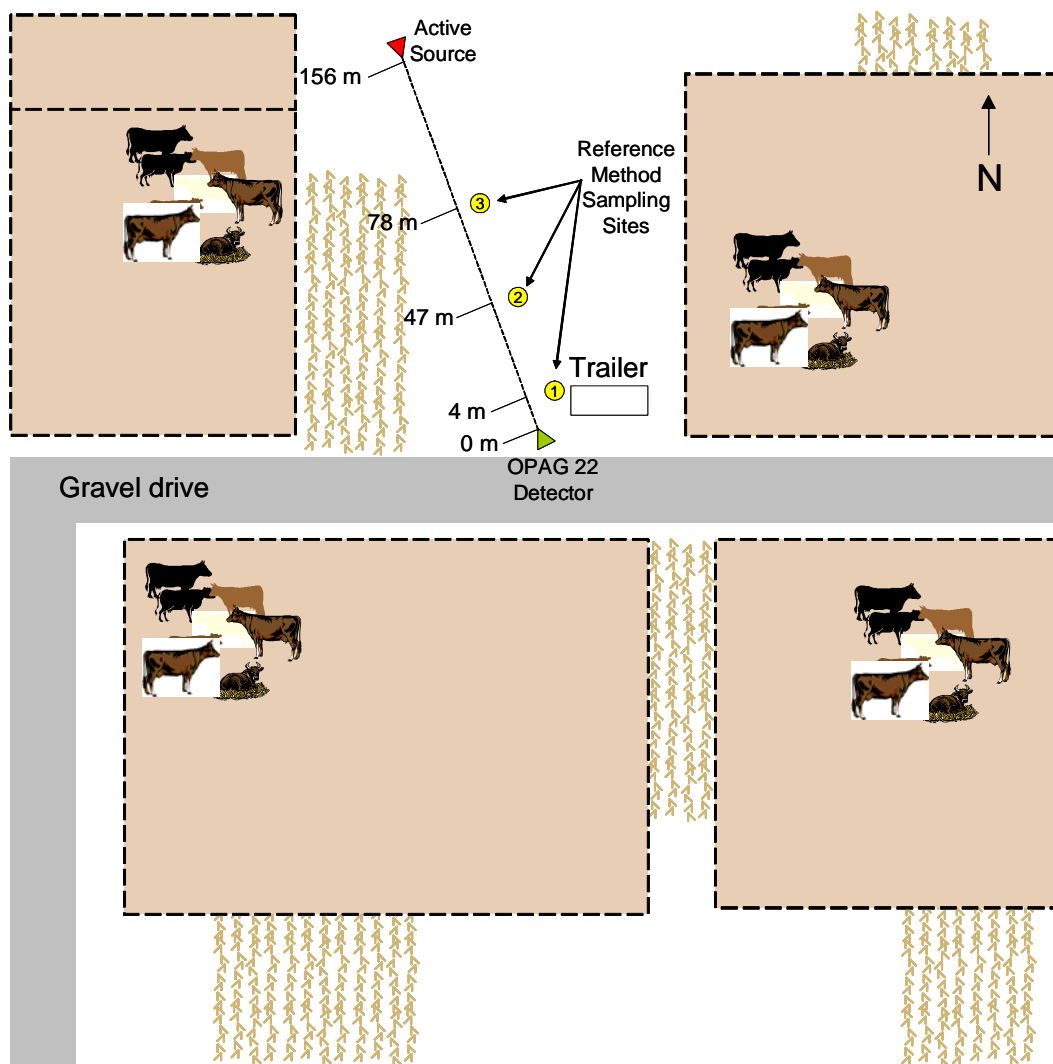 Active
Source
156 m
Reference
Method
Sampling
Sites
N
3
78 m
2
47 m
Trailer
1
4 m
0 m
OPAG 22
Detector
Gravel drive